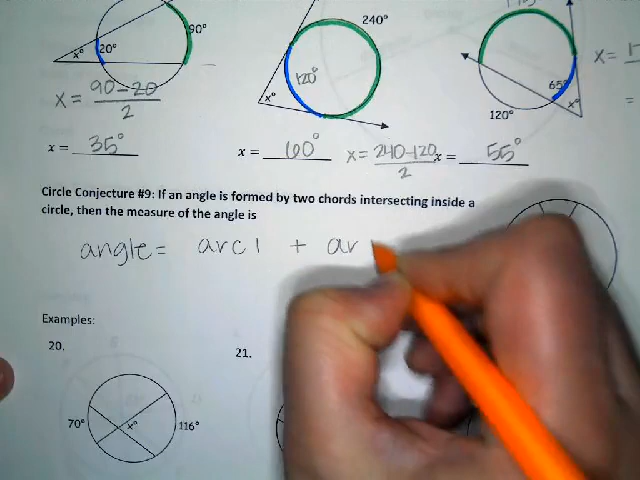 90°
240°
x° 20°
120°
x = 90-20 / 2
x°
65°
x°
120°
x = 35°
x = 60°
x = 240-120 / 2
x = 55°
Circle Conjecture #9: If an angle is formed by two chords intersecting inside a
circle, then the measure of the angle is
angle = arc 1 + ar
Examples:
20.
21.
70° x° 116°